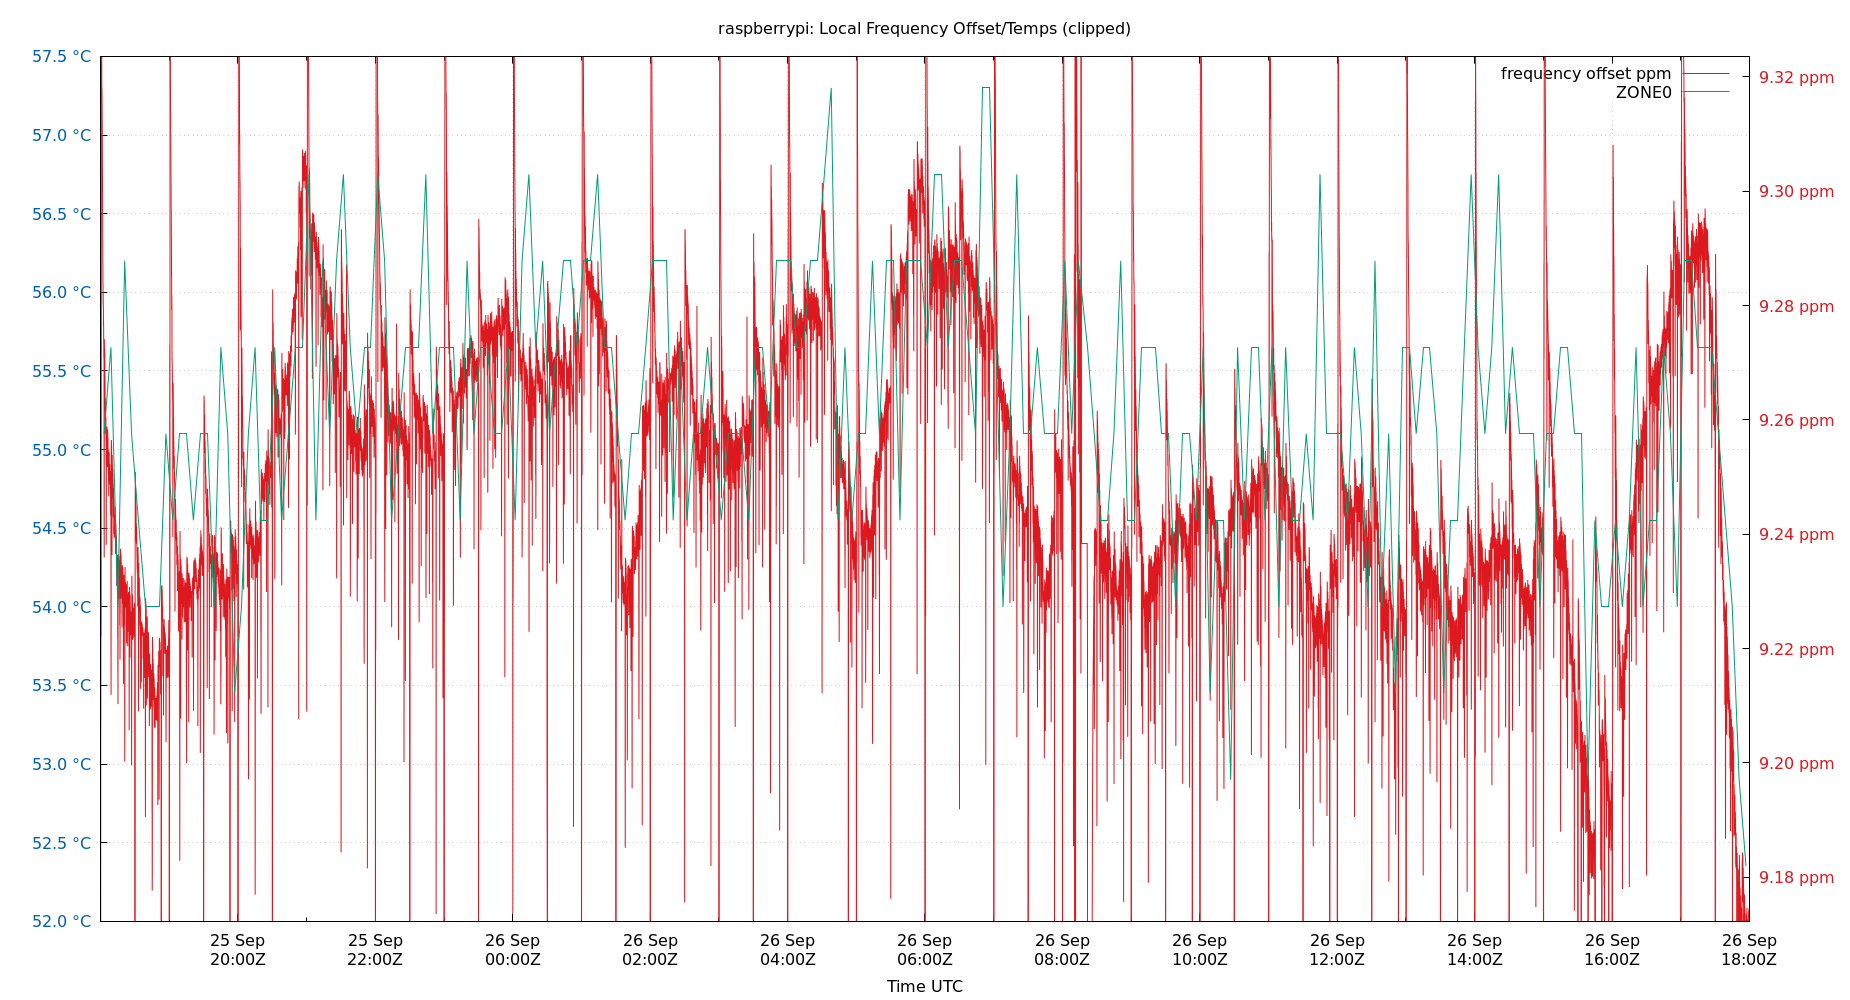 raspberrypi: Local Frequency Offset/Temps (clipped)
frequency offset ppm
ZONE0
57.5 °C
57.0 °C
56.5 °C
56.0 °C
55.5 °C
55.0 °C
54.5 °C
54.0 °C
53.5 °C
53.0 °C
52.5 °C
52.0 °C
9.32 ppm
9.30 ppm
9.28 ppm
9.26 ppm
9.24 ppm
9.22 ppm
9.20 ppm
9.18 ppm
25 Sep 25 Sep 26 Sep 26 Sep 26 Sep 26 Sep 26 Sep 26 Sep 26 Sep 26 Sep 26 Sep 26 Sep
20:00Z 22:00Z 00:00Z 02:00Z 04:00Z 06:00Z 08:00Z 10:00Z 12:00Z 14:00Z 16:00Z 18:00Z
Time UTC